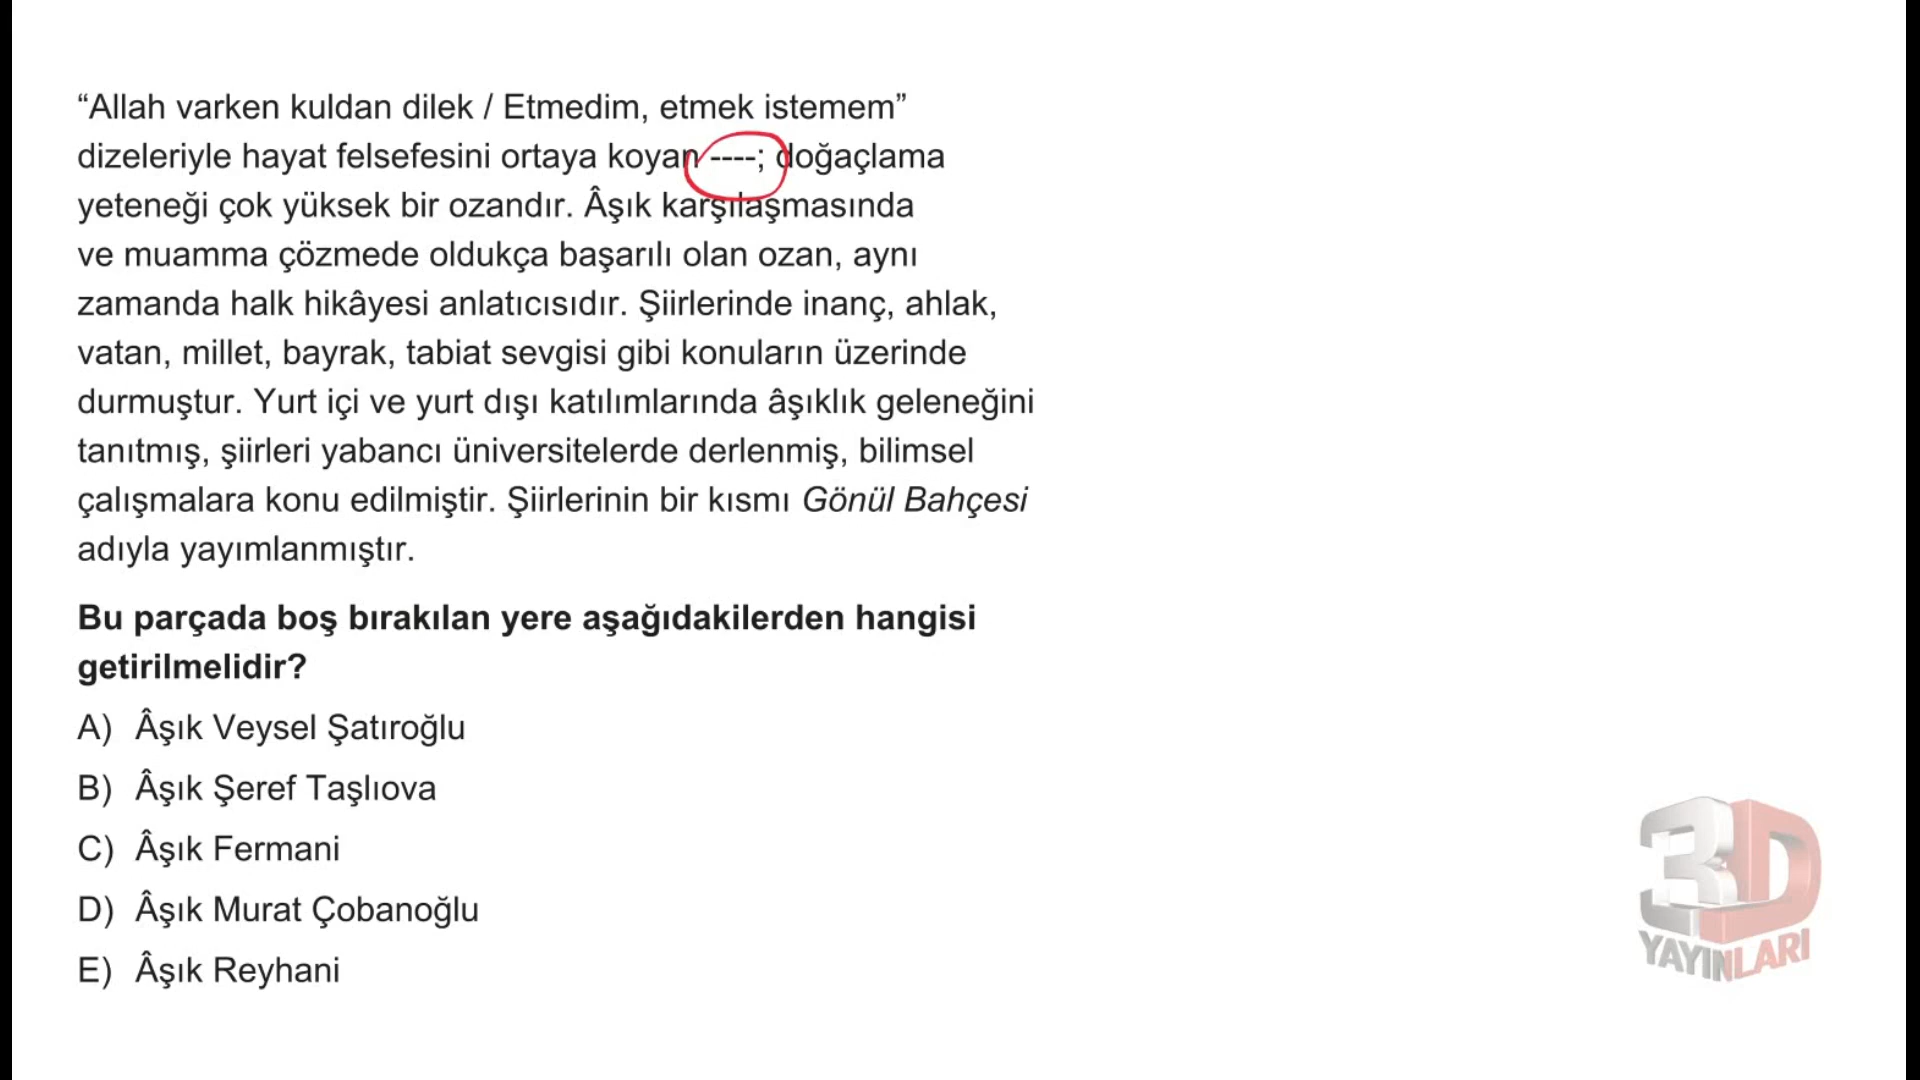 “Allah varken kuldan dilek / Etmedim, etmek istemem”
dizeleriyle hayat felsefesini ortaya koyan ----; doğaçlama
yeteneği çok yüksek bir ozandır. Âşık karşılaşmasında
ve muamma çözmede oldukça başarılı olan ozan, aynı
zamanda halk hikâyesi anlatıcısıdır. Şiirlerinde inanç, ahlak,
vatan, millet, bayrak, tabiat sevgisi gibi konuların üzerinde
durmuştur. Yurt içi ve yurt dışı katılımlarında âşıklık geleneğini
tanıtmış, şiirleri yabancı üniversitelerde derlenmiş, bilimsel
çalışmalara konu edilmiştir. Şiirlerinin bir kısmı Gönül Bahçesi
adıyla yayımlanmıştır.
Bu parçada boş bırakılan yere aşağıdakilerden hangisi
getirilmelidir?
A) Âşık Veysel Şatıroğlu
B) Âşık Şeref Taşlıova
C) Âşık Fermani
D) Âşık Murat Çobanoğlu
E) Âşık Reyhani
3D
YAYINLARI